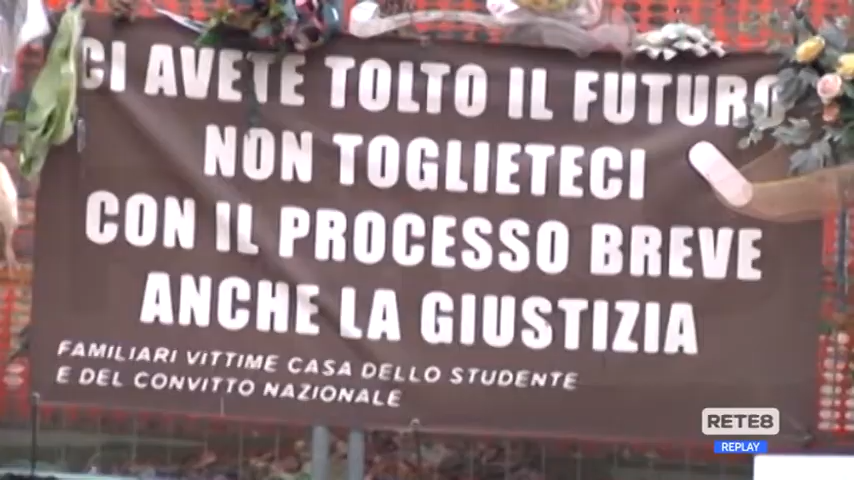 CI AVETE TOLTO IL FUTURO
NON TOGLIETECI
CON IL PROCESSO BREVE
ANCHE LA GIUSTIZIA
FAMILIARI VITTIME CASA DELLO STUDENTE
E DEL CONVITTO NAZIONALE
RETE8
REPLAY